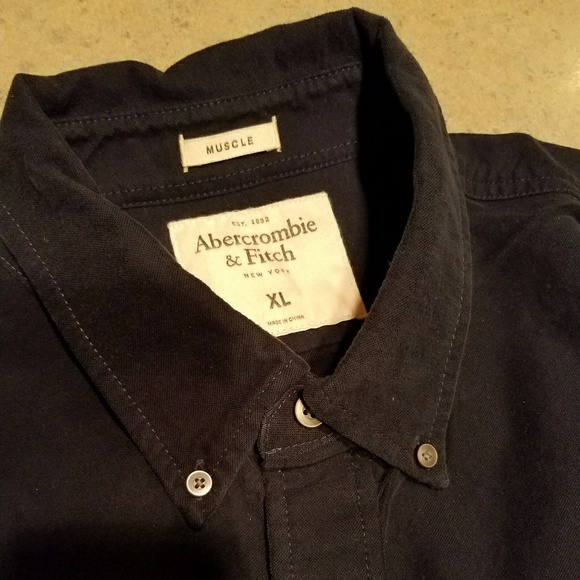 MUSCLE
EST. 1892
Abercrombie
& Fitch
NEW YORK
XL
MADE IN CHINA